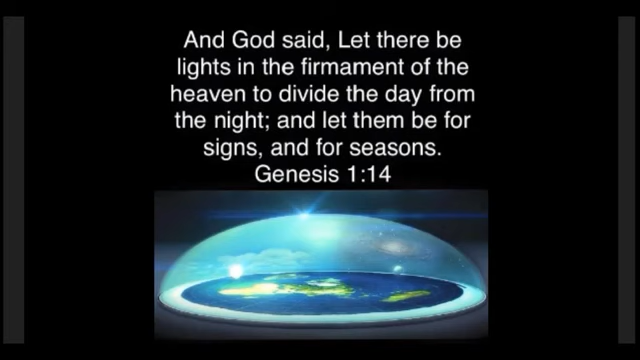 And God said, Let there be
lights in the firmament of the
heaven to divide the day from
the night; and let them be for
signs, and for seasons.
Genesis 1:14